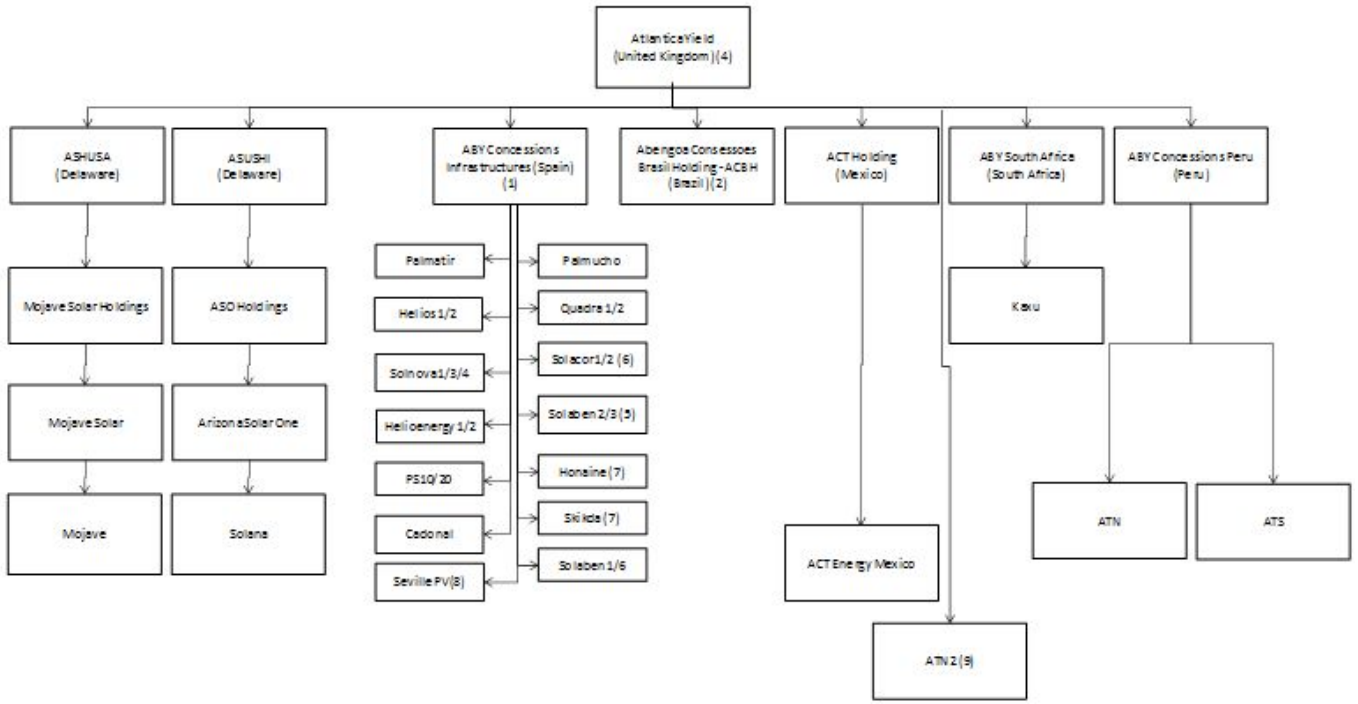 Atlantica Yield
(United Kingdom) (4)
ASHUSA
(Delaware)
ASUSHI
(Delaware)
ABY Concessions
Infrastructures (Spain)
(1)
Abengoa Consessoes
Brasil Holding - ACBH
(Brazil) (2)
ACT Holding
(Mexico)
ABY South Africa
(South Africa)
ABY Concessions Peru
(Peru)
Palmatir
Palmucho
Mojave Solar Holdings
ASO Holdings
Helios 1/2
Quadra 1/2
Kaxu
Solnova 1/3/4
Solacor 1/2 (6)
Mojave Solar
Arizona Solar One
Helioenergy 1/2
Solaben 2/3 (5)
PS10/20
Honaine (7)
Mojave
Solana
Cadonal
Skikda (7)
ATN
ATS
Seville PV(8)
Solaben 1/6
ACT Energy Mexico
ATN 2 (9)